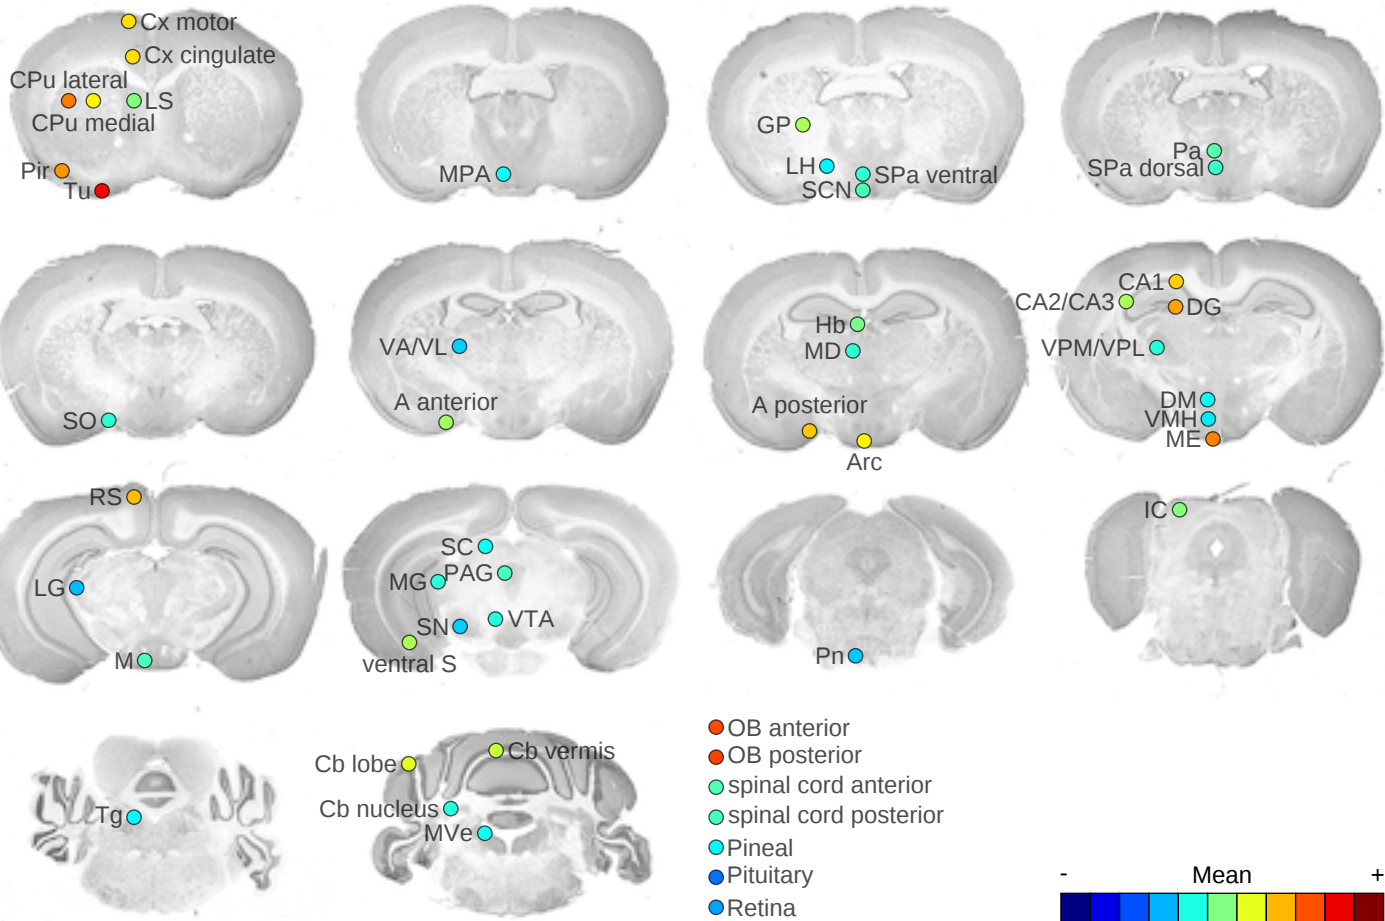 Cx motor
Cx cingulate
CPu lateral
LS
CPu medial
Pir
Tu
MPA
GP
LH
SPa ventral
SCN
Pa
SPa dorsal
SO
VA/VL
A anterior
Hb
MD
A posterior
Arc
CA1
CA2/CA3
DG
VPM/VPL
DM
VMH
ME
RS
LG
M
SC
MG
PAG
SN
VTA
ventral S
Pn
IC
Tg
Cb lobe
Cb vermis
Cb nucleus
MVe
OB anterior
OB posterior
spinal cord anterior
spinal cord posterior
Pineal
Pituitary
Retina
- Mean +